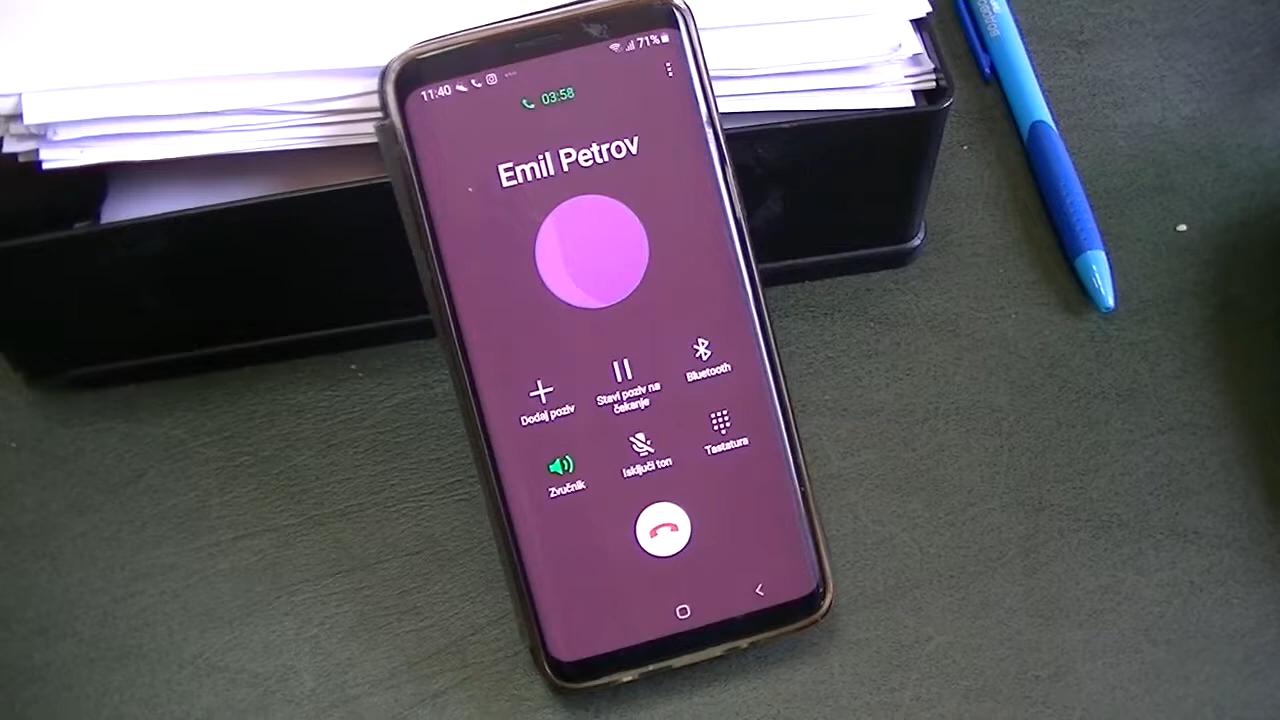 11:40
71%
03:58
Emil Petrov
Dodaj poziv
Stavi poziv na
čekanje
Bluetooth
Zvučnik
Isključi ton
Tastatura